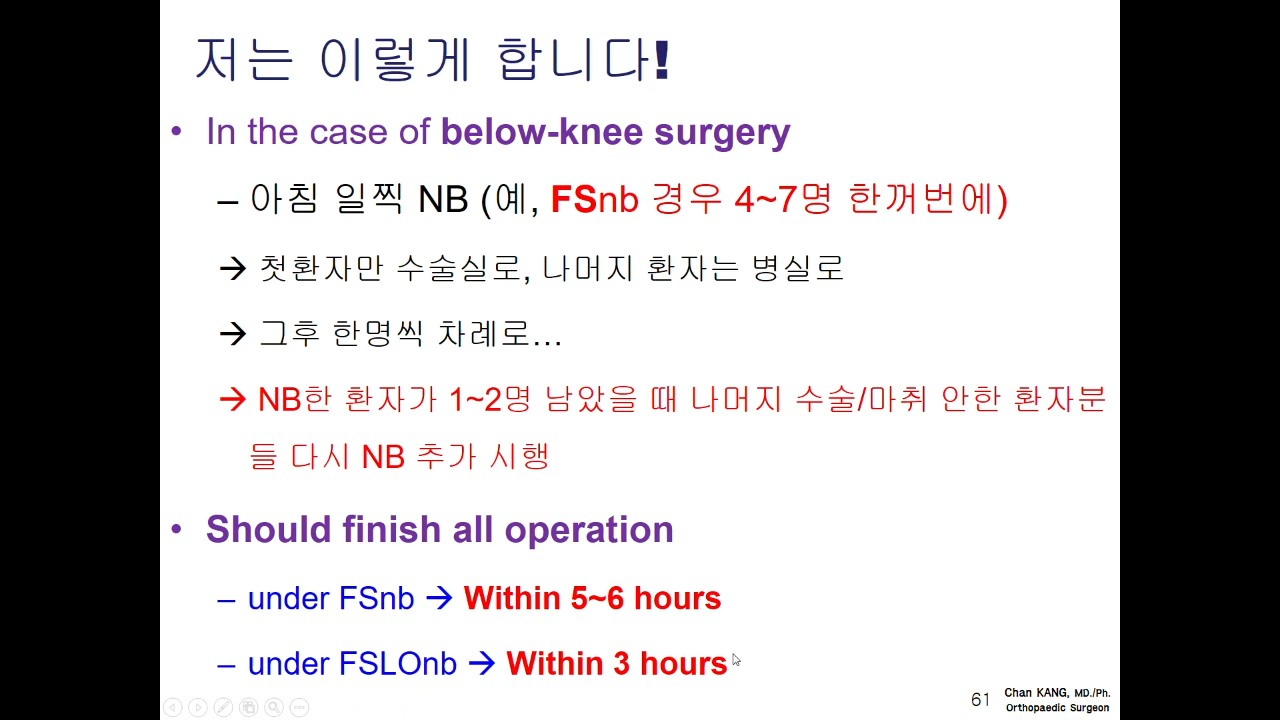 저는 이렇게 합니다!
• In the case of below-knee surgery
– 아침 일찍 NB (예, FSnb 경우 4~7명 한꺼번에)
→ 첫환자만 수술실로, 나머지 환자는 병실로
→ 그후 한명씩 차례로…
→ NB한 환자가 1~2명 남았을 때 나머지 수술/마취 안한 환자분
들 다시 NB 추가 시행
• Should finish all operation
– under FSnb → Within 5~6 hours
– under FSLOnb → Within 3 hours
61
Chan KANG, MD./Ph.
Orthopaedic Surgeon